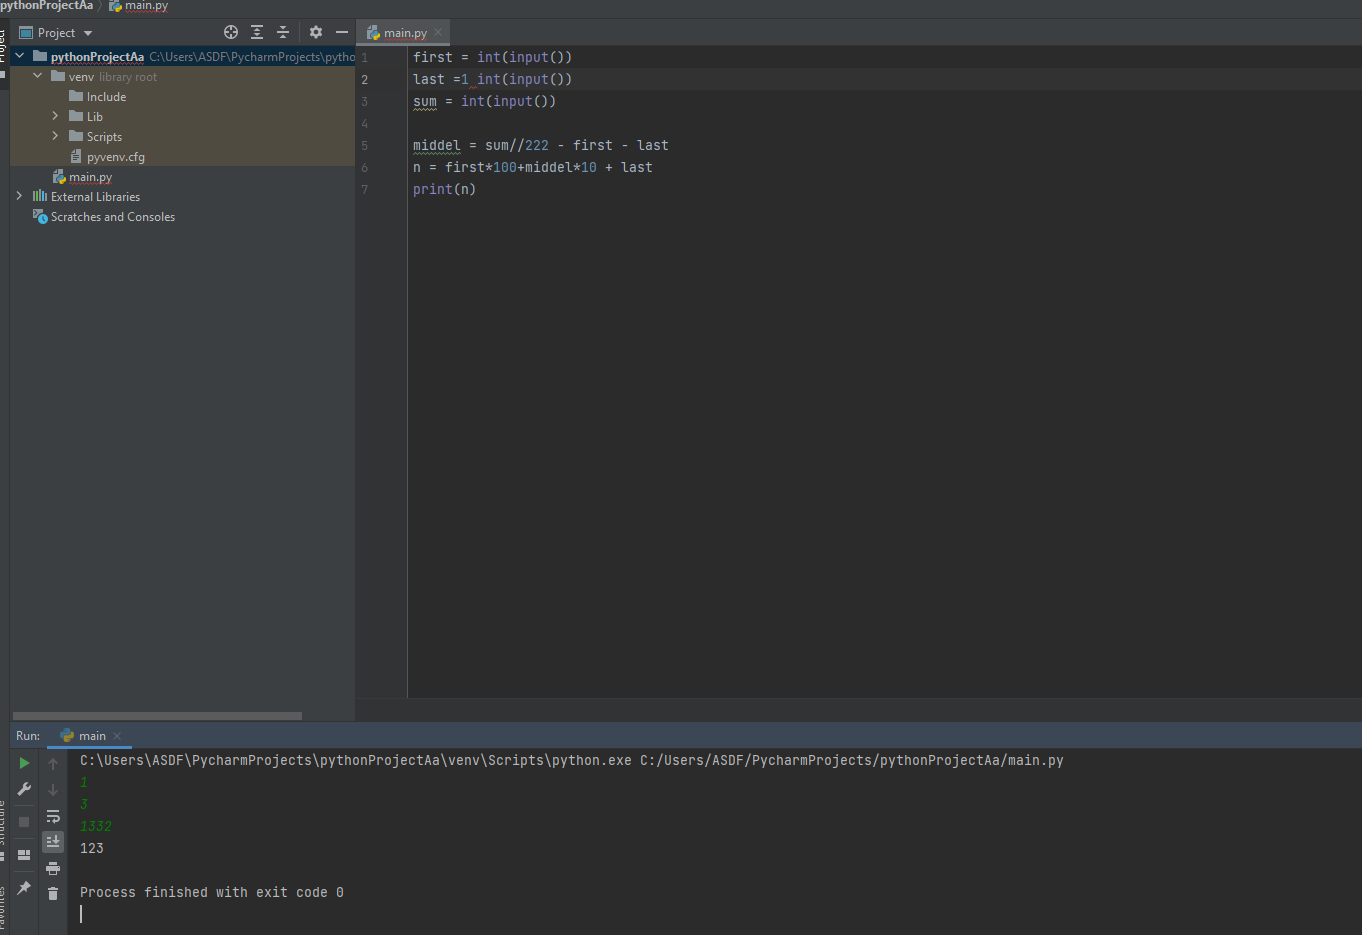 pythonProjectAa main.py
Project
Project
main.py
pythonProjectAa C:\Users\ASDF\PycharmProjects\pytho
venv library root
Include
Lib
Scripts
pyvenv.cfg
main.py
External Libraries
Scratches and Consoles
1 first = int(input())
2 last =1 int(input())
3 sum = int(input())
4
5 middel = sum//222 - first - last
6 n = first*100+middel*10 + last
7 print(n)
Run: main
C:\Users\ASDF\PycharmProjects\pythonProjectAa\venv\Scripts\python.exe C:/Users/ASDF/PycharmProjects/pythonProjectAa/main.py
1
3
1332
123
Process finished with exit code 0
Structure
Favorites